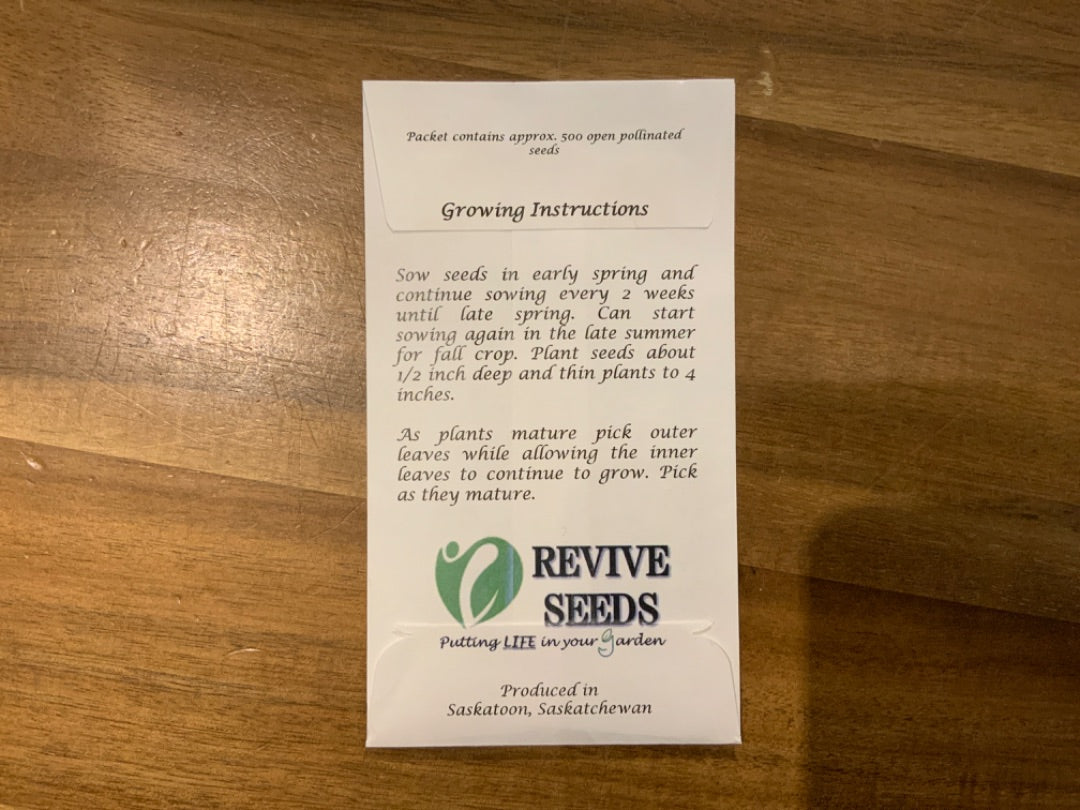 Packet contains approx. 500 open pollinated
seeds
Growing Instructions
Sow seeds in early spring and
continue sowing every 2 weeks
until late spring. Can start
sowing again in the late summer
for fall crop. Plant seeds about
1/2 inch deep and thin plants to 4
inches.
As plants mature pick outer
leaves while allowing the inner
leaves to continue to grow. Pick
as they mature.
REVIVE
SEEDS
Putting LIFE in your garden
Produced in
Saskatoon, Saskatchewan